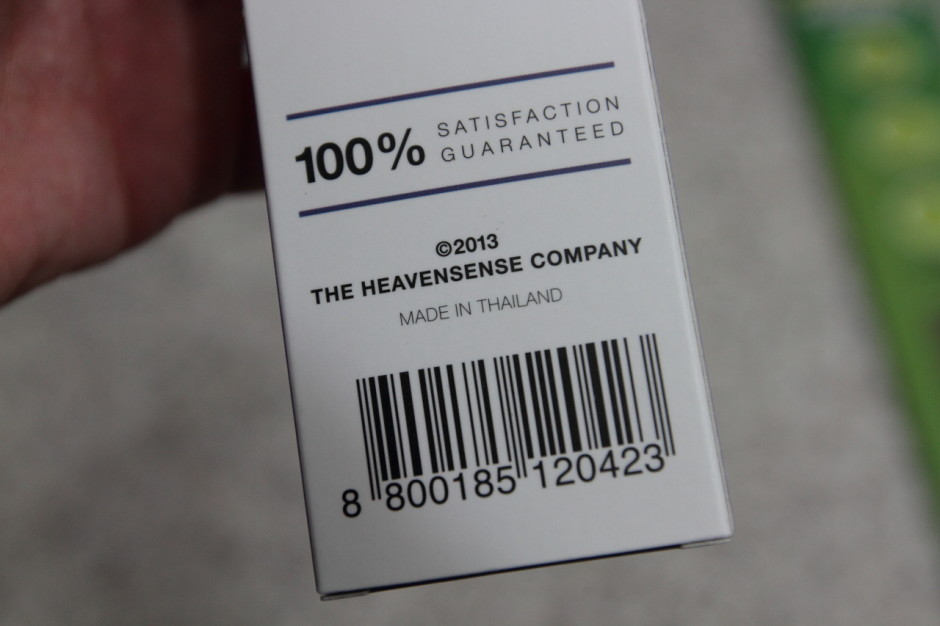 100% SATISFACTION
GUARANTEED
©2013
THE HEAVENSENSE COMPANY
MADE IN THAILAND
8 800185 120423